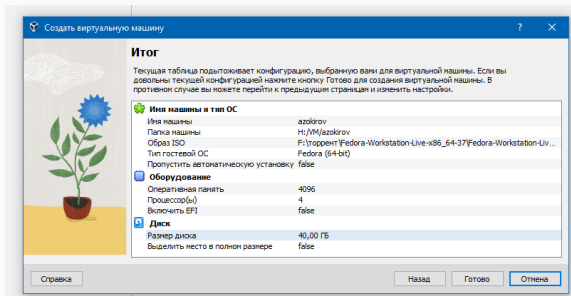 Создать виртуальную машину
Итог
Текущая таблица подытоживает конфигурацию, выбранную вами для виртуальной машины. Если вы
довольны текущей конфигурацией нажмите кнопку Готово для создания виртуальной машины. В
противном случае вы можете перейти к предыдущим страницам и изменить настройки.
Имя машины и тип ОС
Имя машины azokirov
Папка машины H:/VM/azokirov
Образ ISO F:\торрент\Fedora-Workstation-Live-x86_64-37\Fedora-Workstation-Liv...
Тип гостевой ОС Fedora (64-bit)
Пропустить автоматическую установку false
Оборудование
Оперативная память 4096
Процессор(ы) 4
Включить EFI false
Диск
Размер диска 40,00 ГБ
Выделить место в полном размере false
Справка Назад Готово Отмена